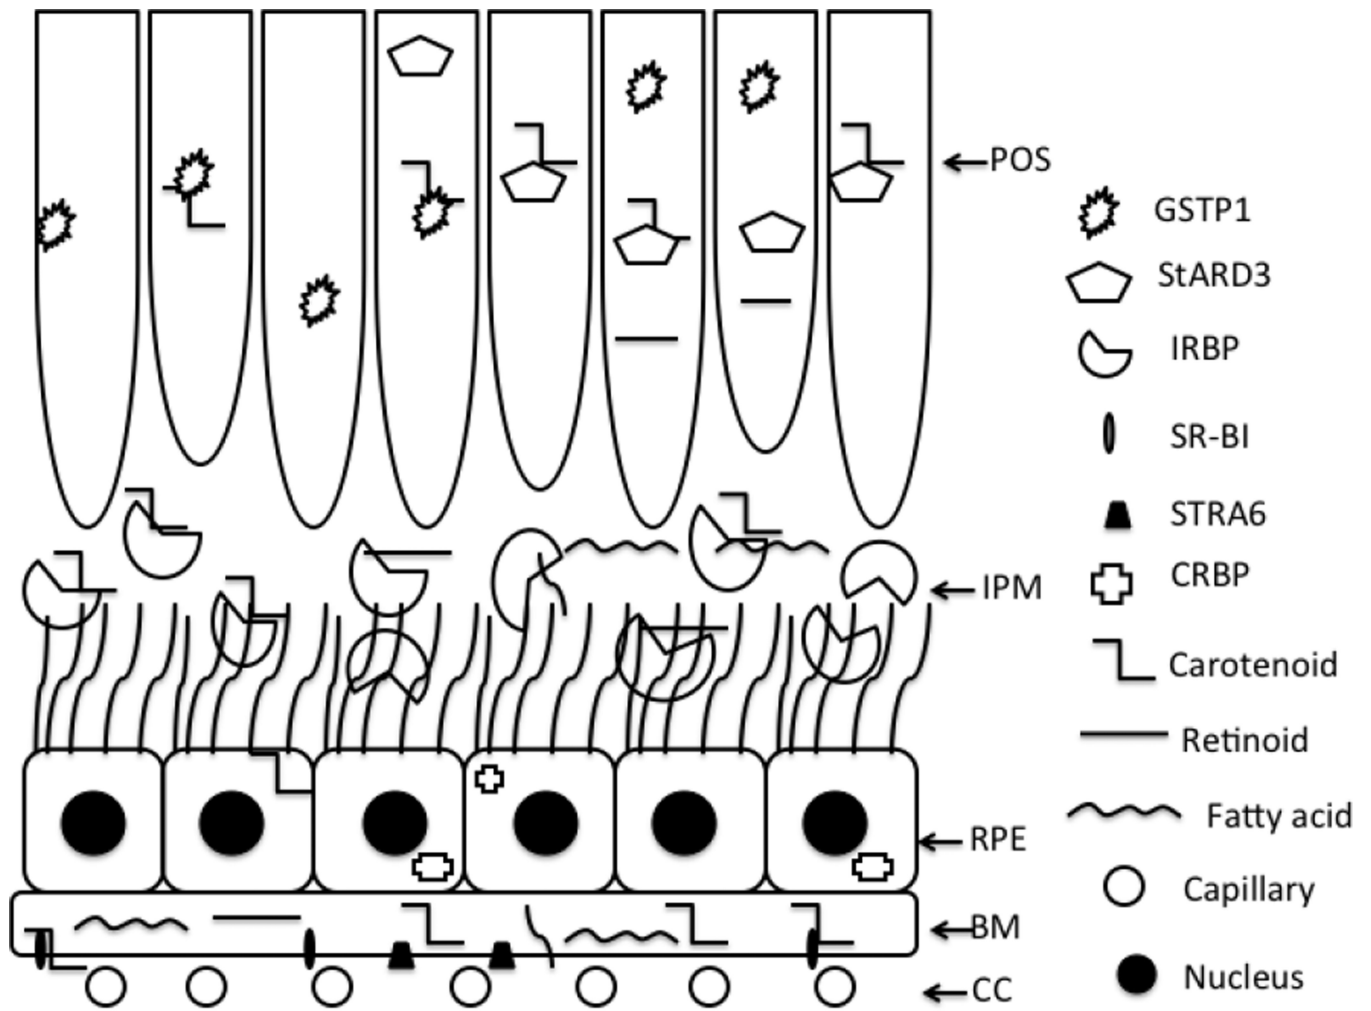 POS
GSTP1
StARD3
IRBP
SR-BI
STRA6
CRBP
IPM
Carotenoid
Retinoid
Fatty acid
RPE
Capillary
BM
Nucleus
CC